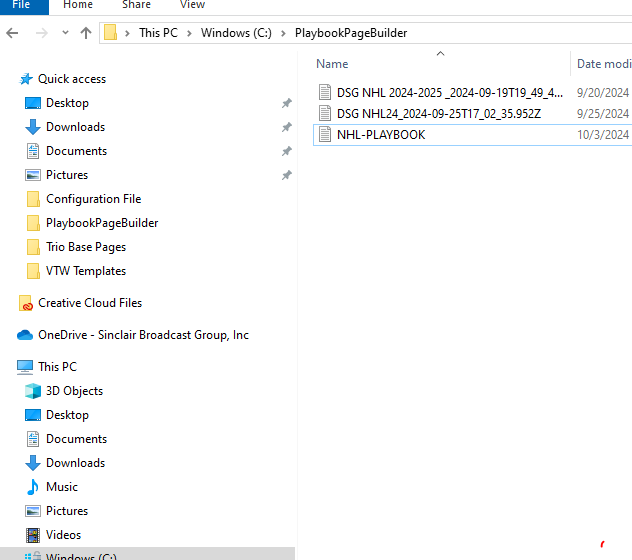 File Home Share View
This PC Windows (C:) PlaybookPageBuilder
Name Date modi
Quick access
Desktop
Downloads
Documents
Pictures
Configuration File
PlaybookPageBuilder
Trio Base Pages
VTW Templates
Creative Cloud Files
OneDrive - Sinclair Broadcast Group, Inc
This PC
3D Objects
Desktop
Documents
Downloads
Music
Pictures
Videos
Windows (C:)
DSG NHL 2024-2025 _2024-09-19T19_49_4... 9/20/2024
DSG NHL24_2024-09-25T17_02_35.952Z 9/25/2024
NHL-PLAYBOOK 10/3/2024